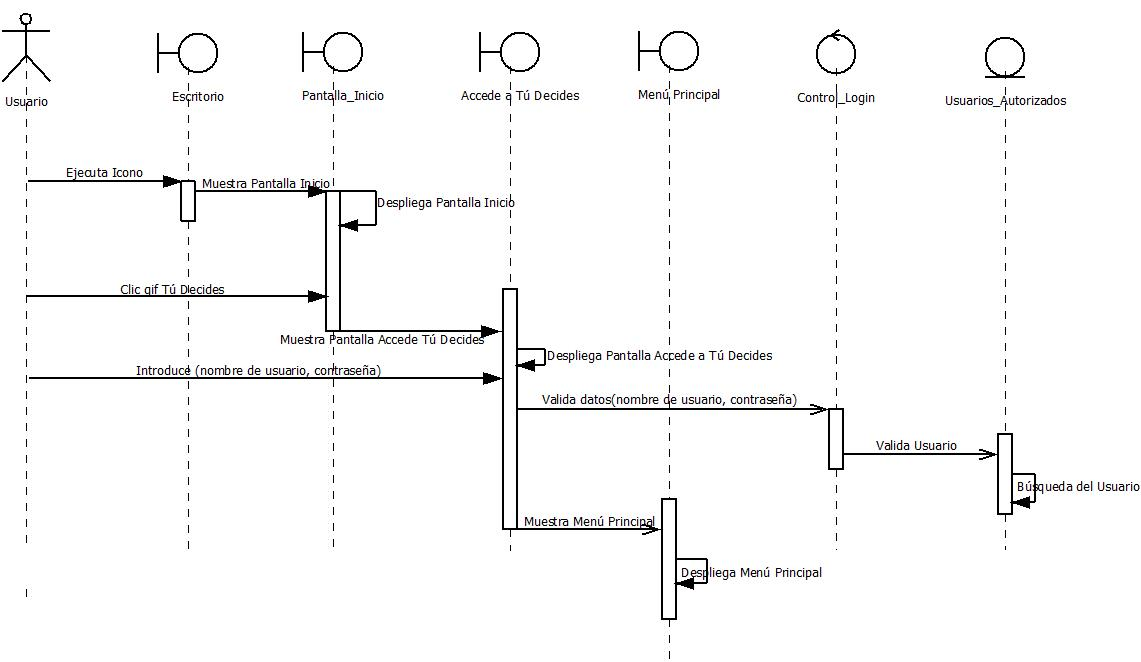 Usuario
Escritorio
Pantalla_Inicio
Accede a Tú Decides
Menú Principal
Control_Login
Usuarios_Autorizados
Ejecuta Icono
Muestra Pantalla Inicio
Despliega Pantalla Inicio
Clic gif Tú Decides
Muestra Pantalla Accede Tú Decides
Despliega Pantalla Accede a Tú Decides
Introduce (nombre de usuario, contraseña)
Valida datos(nombre de usuario, contraseña)
Valida Usuario
Búsqueda del Usuario
Muestra Menú Principal
Despliega Menú Principal